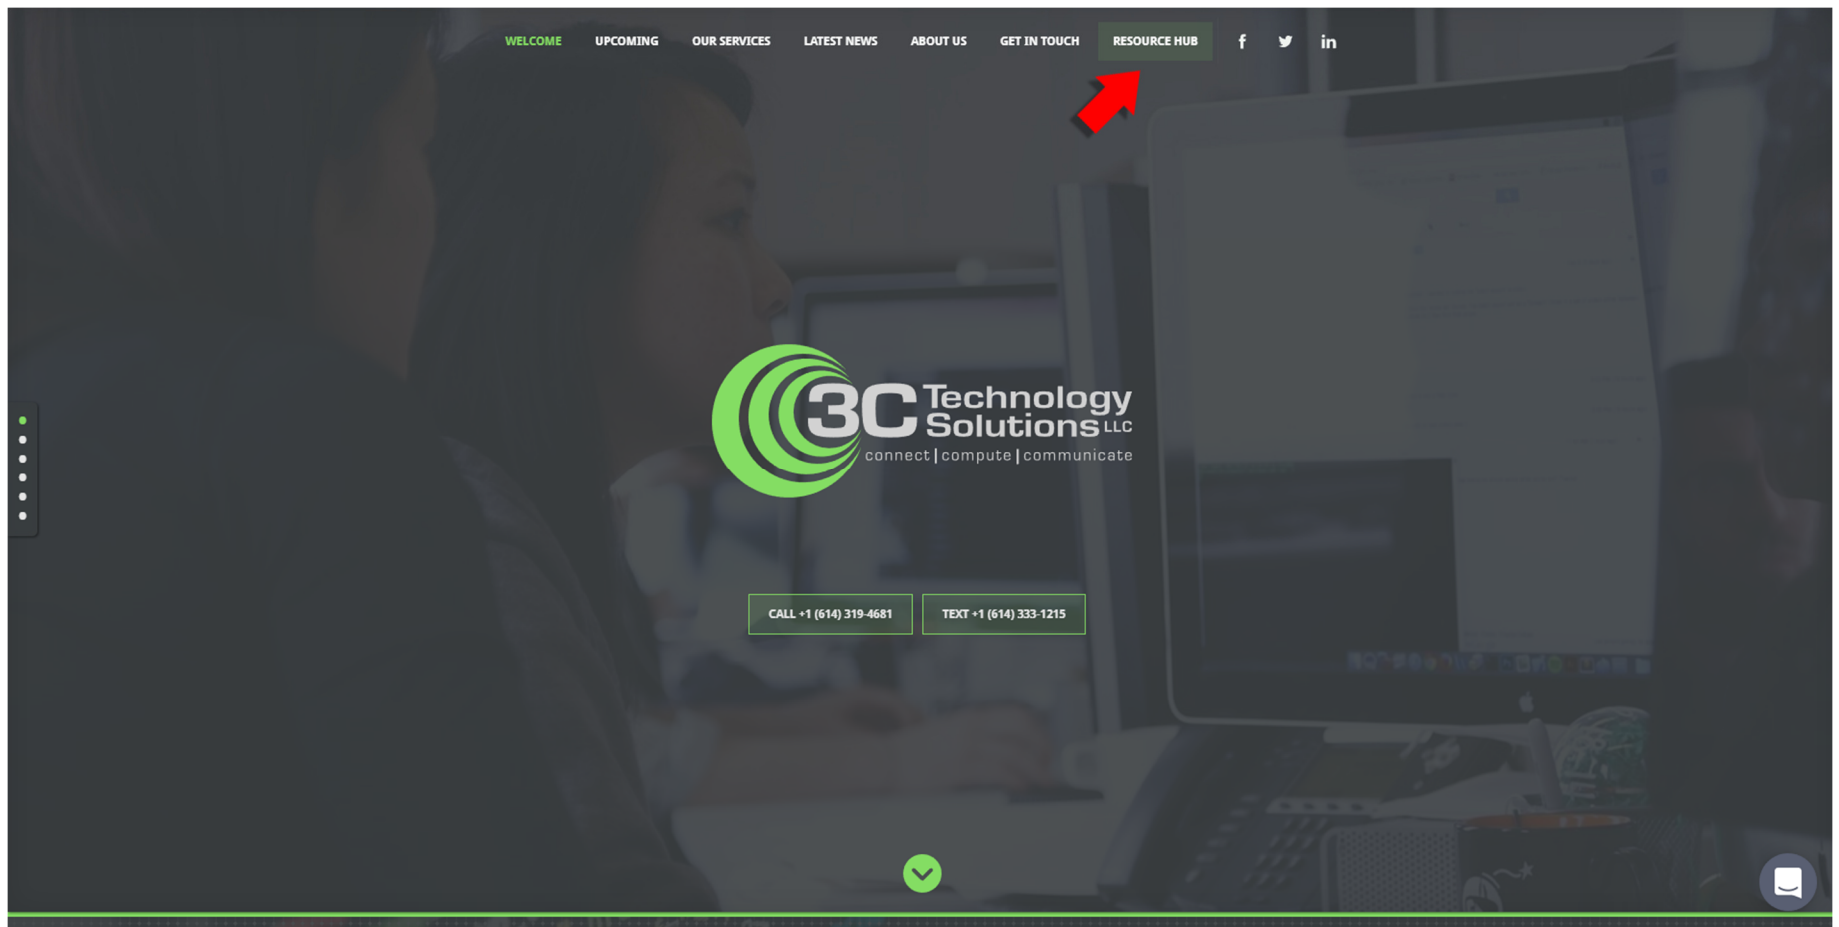 WELCOME UPCOMING OUR SERVICES LATEST NEWS ABOUT US GET IN TOUCH RESOURCE HUB
3C Technology
Solutions LLC
connect | compute | communicate
CALL +1 (614) 319-4681 TEXT +1 (614) 333-1215